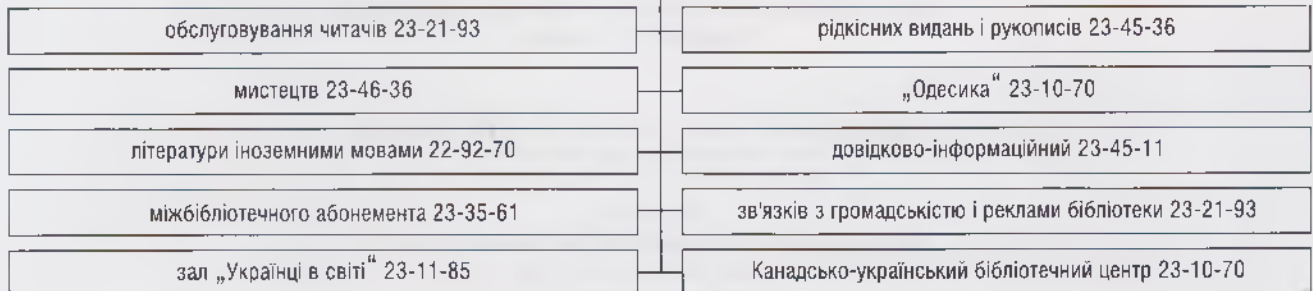 обслуговування читачів 23-21-93
рідкісних видань і рукописів 23-45-36
мистецтв 23-46-36
„Одесика“ 23-10-70
літератури іноземними мовами 22-92-70
довідково-інформаційний 23-45-11
міжбібліотечного абонемента 23-35-61
зв'язків з громадськістю і реклами бібліотеки 23-21-93
зал „Українці в світі“ 23-11-85
Канадсько-український бібліотечний центр 23-10-70